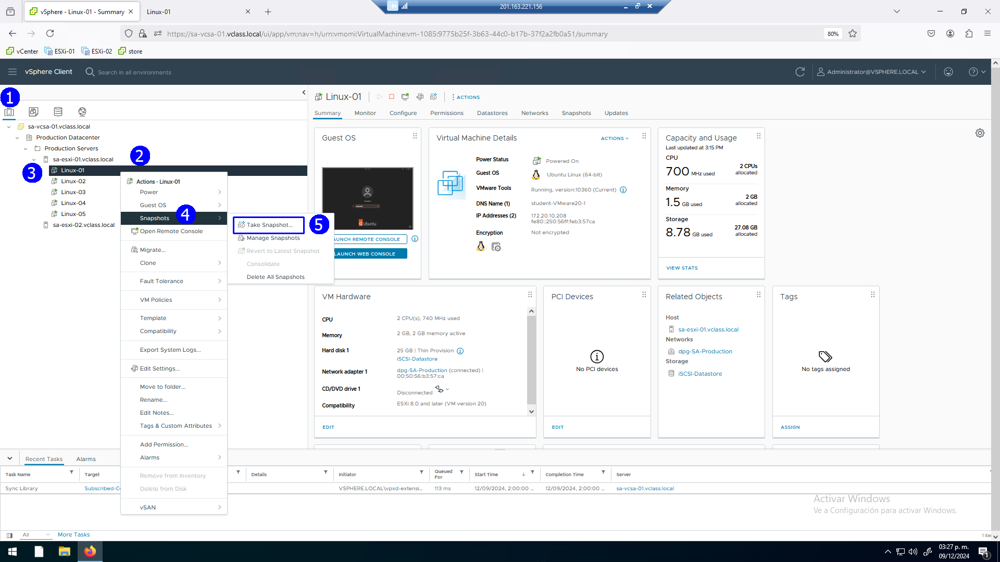 vSphere - Linux-01 - Summary
Linux-01
201.163.221.156
https://sa-vcsa-01.vclass.local/ui/app/vm;nav=h/urn:vmomi:VirtualMachine:vm-1085:9775b25f-3b63-44c0-b17b-37f2a2fb0a51/summary
80%
vCenter
ESXi-01
ESXi-02
store
vSphere Client
Search in all environments
Administrator@VSPHERE.LOCAL
1
sa-vcsa-01.vclass.local
Production Datacenter
Production Servers
sa-esxi-01.vclass.local
2
3
Linux-01
Linux-02
Linux-03
Linux-04
Linux-05
sa-esxi-02.vclass.local
Actions - Linux-01
Power
Guest OS
Snapshots
4
Open Remote Console
Migrate...
Clone
Fault Tolerance
VM Policies
Template
Compatibility
Export System Logs...
Edit Settings...
Move to folder...
Rename...
Edit Notes...
Tags & Custom Attributes
Add Permission...
Alarms
Remove from Inventory
Delete from Disk
vSAN
Take Snapshot...
5
Manage Snapshots
Revert to Latest Snapshot
Consolidate
Delete All Snapshots
Linux-01
ACTIONS
Summary
Monitor
Configure
Permissions
Datastores
Networks
Snapshots
Updates
Guest OS
Ubuntu
LAUNCH REMOTE CONSOLE
LAUNCH WEB CONSOLE
Virtual Machine Details
ACTIONS
Power Status
Powered On
Guest OS
Ubuntu Linux (64-bit)
VMware Tools
Running, version:10360 (Current)
DNS Name (1)
student-VMware20-1
IP Addresses (2)
172.20.10.208
fe80::250:56ff:feb3:57ca
Encryption
Not encrypted
Capacity and Usage
Last updated at 3:15 PM
CPU
700 MHz used
2 CPUs
allocated
Memory
1.5 GB used
2 GB
allocated
Storage
8.78 GB used
27.08 GB
allocated
VIEW STATS
VM Hardware
CPU
2 CPU(s), 740 MHz used
Memory
2 GB, 2 GB memory active
Hard disk 1
25 GB | Thin Provision
iSCSI-Datastore
Network adapter 1
dpg-SA-Production (connected) |
00:50:56:b3:57:ca
CD/DVD drive 1
Disconnected
Compatibility
ESXi 8.0 and later (VM version 20)
EDIT
PCI Devices
No PCI devices
EDIT
Related Objects
Host
sa-esxi-01.vclass.local
Networks
dpg-SA-Production
Storage
iSCSI-Datastore
Tags
No tags assigned
ASSIGN
Recent Tasks
Alarms
Task Name
Target
Details
Initiator
Queued For
Start Time
Completion Time
Server
Sync Library
Subscribed-C
VSPHERE.LOCAL\vpxd-extensi...
113 ms
12/09/2024, 2:00:00 ...
12/09/2024, 2:00:00 ...
sa-vcsa-01.vclass.local
Activar Windows
Ve a Configuración para activar Windows.
All
More Tasks
1 ite
03:27 p. m.
09/12/2024
1